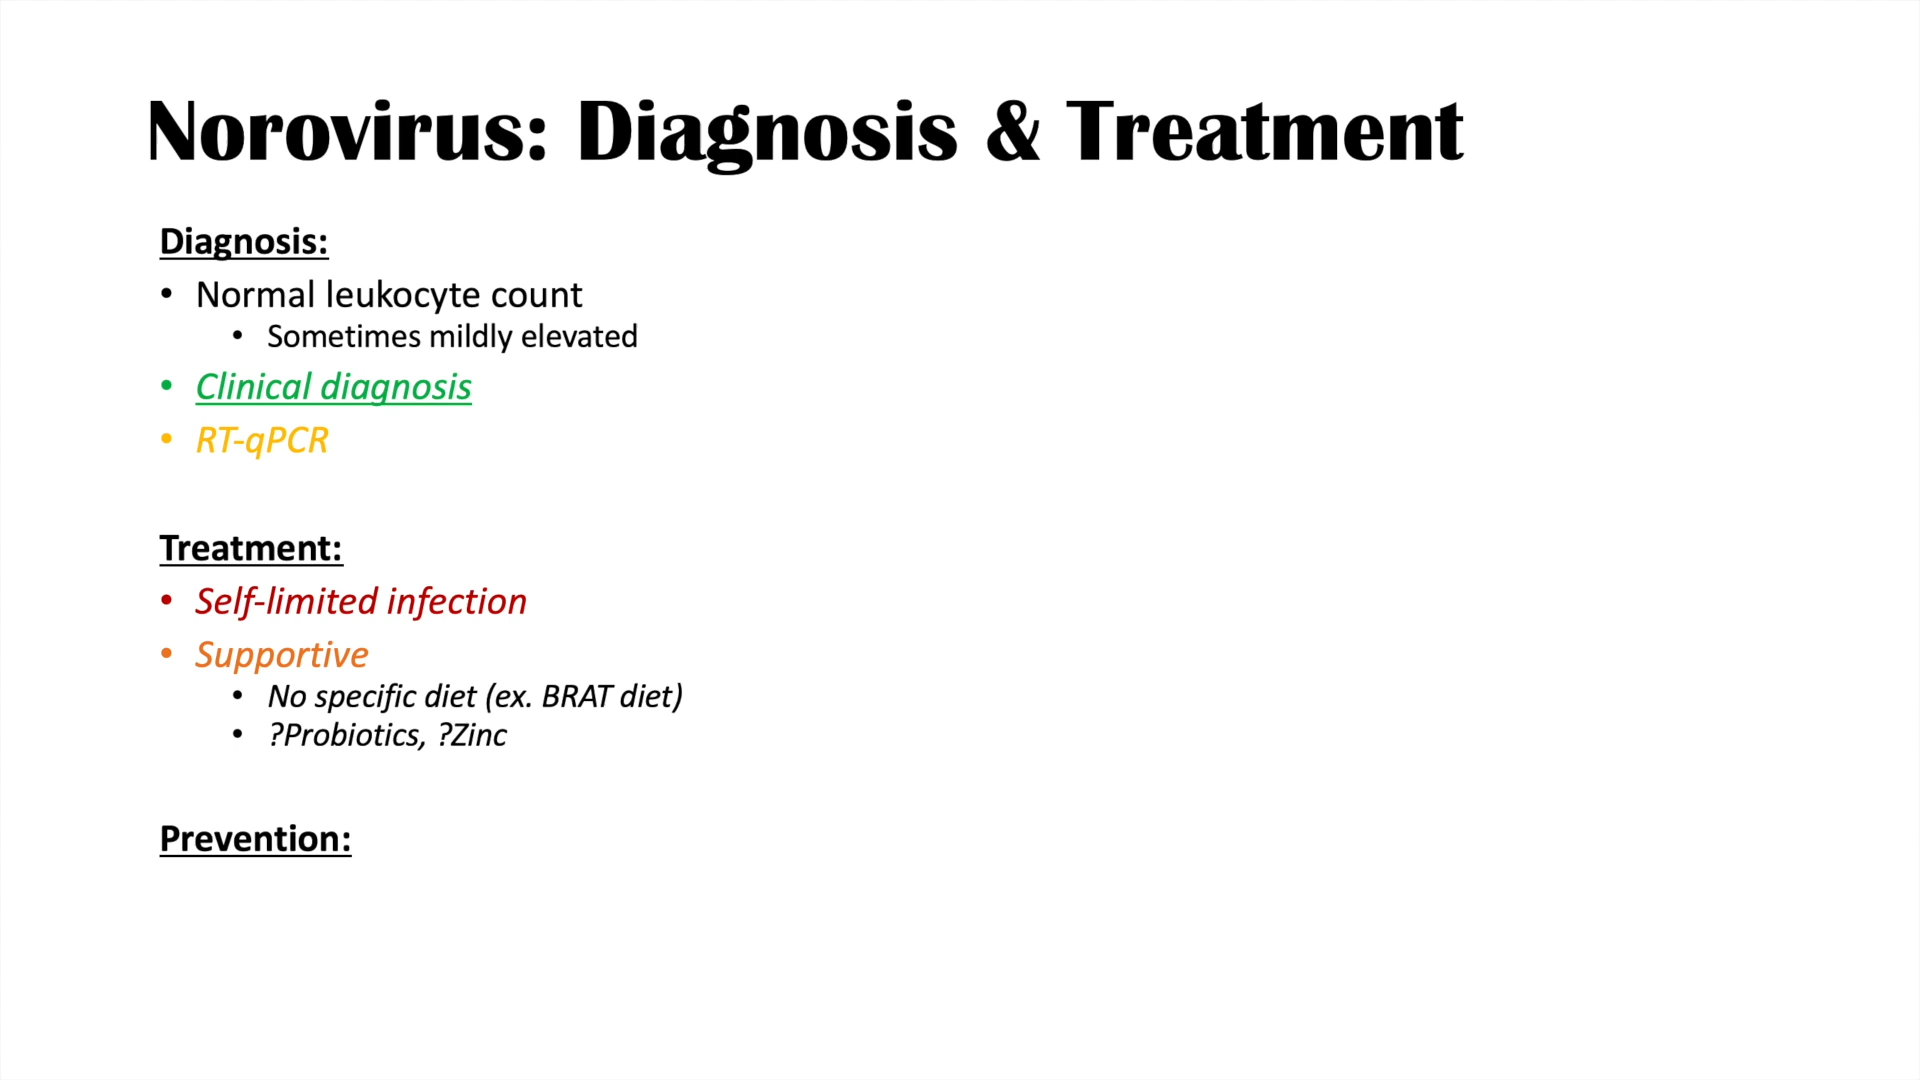 Norovirus: Diagnosis & Treatment
Diagnosis:
• Normal leukocyte count
• Sometimes mildly elevated
• Clinical diagnosis
• RT-qPCR
Treatment:
• Self-limited infection
• Supportive
• No specific diet (ex. BRAT diet)
• ?Probiotics, ?Zinc
Prevention: